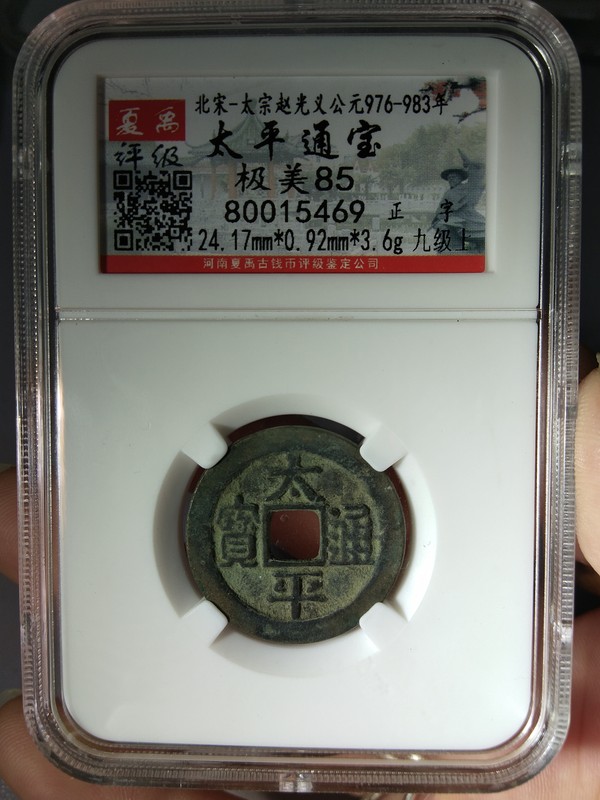 夏禹
评级
北宋-太宗赵光义公元976-983年
太平通宝
极美85
80015469 正 字
24.17mm*0.92mm*3.6g 九级上
河南夏禹古钱币评级鉴定公司
太平通寳